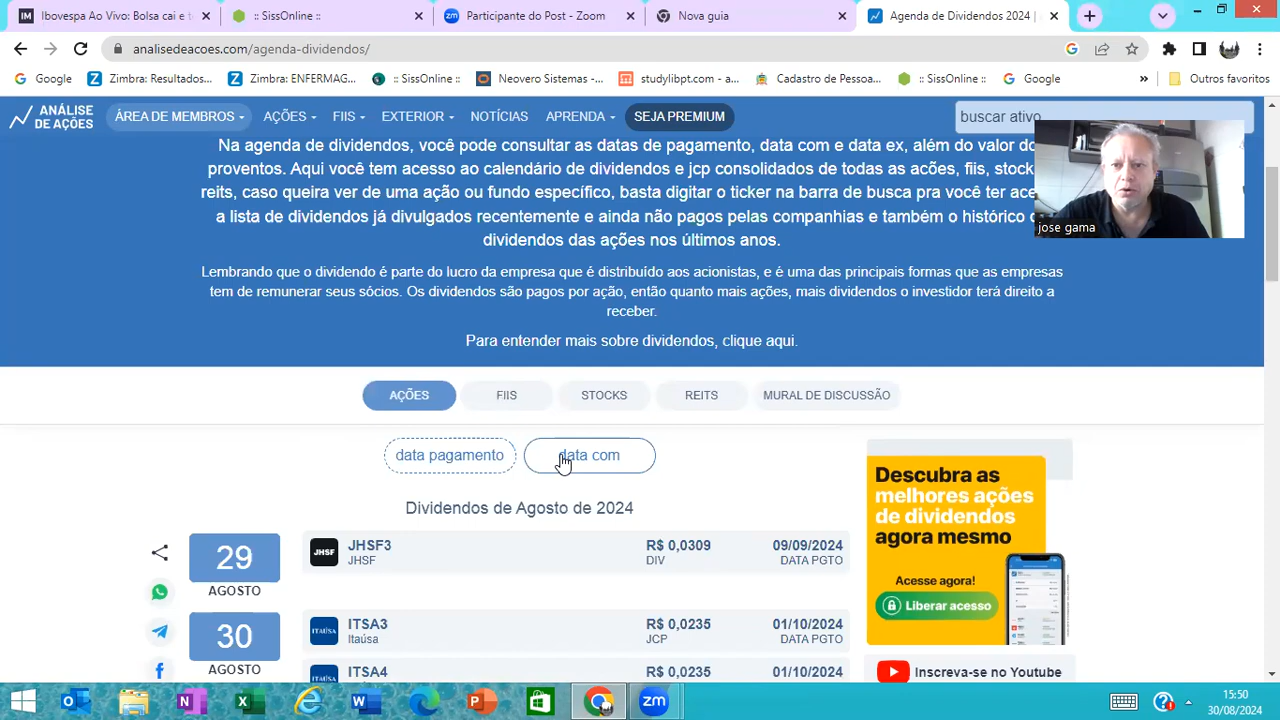 Ibovespa Ao Vivo: Bolsa cai e t
:: SissOnline ::
Participante do Post - Zoom
Nova guia
Agenda de Dividendos 2024 |
analisedeacoes.com/agenda-dividendos/
Google
Zimbra: Resultados...
Zimbra: ENFERMAG...
:: SissOnline ::
Neovero Sistemas -...
studylibpt.com - a...
Cadastro de Pessoa...
:: SissOnline ::
Google
»
Outros favoritos
ANÁLISE DE AÇÕES
ÁREA DE MEMBROS
AÇÕES
FIIS
EXTERIOR
NOTÍCIAS
APRENDA
SEJA PREMIUM
buscar ativo
Na agenda de dividendos, você pode consultar as datas de pagamento, data com e data ex, além do valor do
proventos. Aqui você tem acesso ao calendário de dividendos e jcp consolidados de todas as acões, fiis, stock
reits, caso queira ver de uma ação ou fundo específico, basta digitar o ticker na barra de busca pra você ter ace
a lista de dividendos já divulgados recentemente e ainda não pagos pelas companhias e também o histórico
dividendos das ações nos últimos anos.
jose gama
Lembrando que o dividendo é parte do lucro da empresa que é distribuído aos acionistas, e é uma das principais formas que as empresas
tem de remunerar seus sócios. Os dividendos são pagos por ação, então quanto mais ações, mais dividendos o investidor terá direito a
receber.
Para entender mais sobre dividendos, clique aqui.
AÇÕES
FIIS
STOCKS
REITS
MURAL DE DISCUSSÃO
data pagamento
data com
Dividendos de Agosto de 2024
29
AGOSTO
JHSF
JHSF3
JHSF
R$ 0,0309
DIV
09/09/2024
DATA PGTO
30
AGOSTO
ITAÚSA
ITSA3
Itaúsa
R$ 0,0235
JCP
01/10/2024
DATA PGTO
ITAÚSA
ITSA4
R$ 0,0235
01/10/2024
Descubra as
melhores ações
de dividendos
agora mesmo
Acesse agora!
Liberar acesso
Inscreva-se no Youtube
15:50
30/08/2024